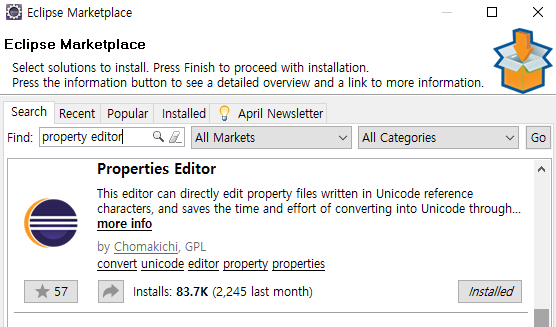 Eclipse Marketplace
Eclipse Marketplace
Select solutions to install. Press Finish to proceed with installation.
Press the information button to see a detailed overview and a link to more information.
Search Recent Popular Installed April Newsletter
Find: property editor All Markets All Categories Go
Properties Editor
This editor can directly edit property files written in Unicode reference
characters, and saves the time and effort of converting into Unicode through...
more info
by Chomakichi, GPL
convert unicode editor property properties
57 Installs: 83.7K (2,245 last month) Installed